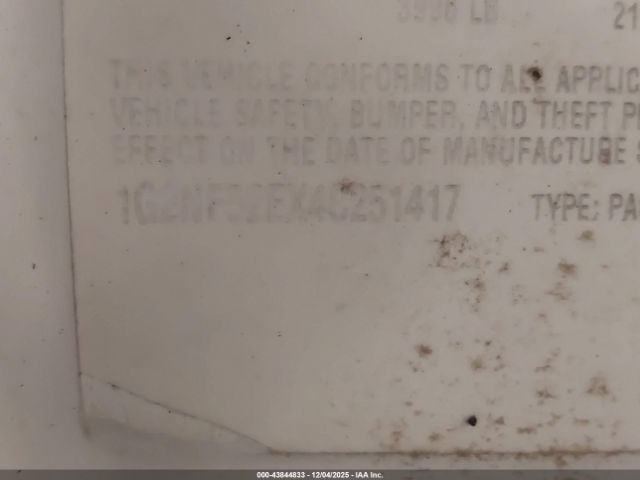 LB 21
THIS VEHICLE CONFORMS TO ALL APPLIC
VEHICLE SAFETY, BUMPER, AND THEFT P
EFFECT ON THE DATE OF MANUFACTURE S
1G2NF52EX4C251417 TYPE: PA
000-43844833 - 12/04/2025 - IAA Inc.